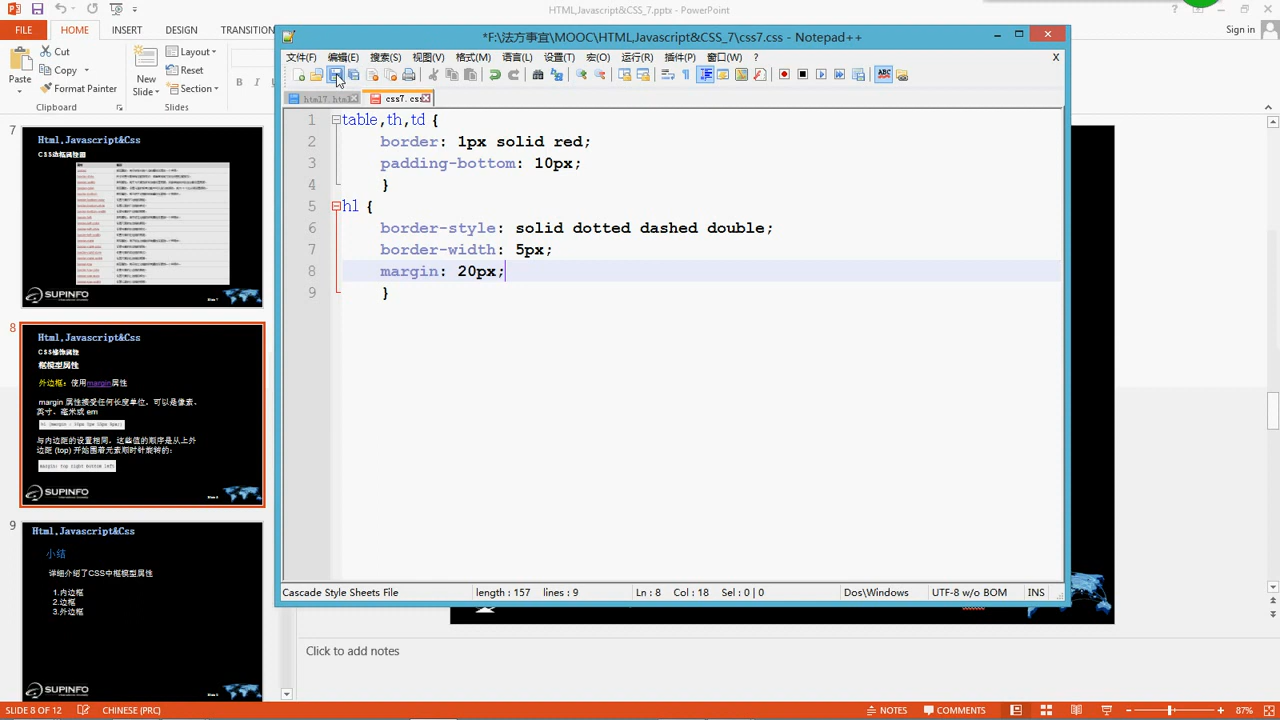 HTML,Javascript&CSS_7.pptx - PowerPoint
FILE
HOME
INSERT
DESIGN
TRANSITION
Sign in
Paste
Cut
Copy
Format Painter
Clipboard
New
Slide
Layout
Reset
Section
B
I
*F:\法方事宜\MOOC\HTMLJavascript&CSS_7\css7.css - Notepad++
文件(F) 编辑(E) 搜索(S) 视图(V) 格式(M) 语言(L) 设置(T) 宏(O) 运行(R) 插件(P) 窗口(W) ? X
html7.html css7.css
1 table,th,td {
2 border: 1px solid red;
3 padding-bottom: 10px;
4 }
5 hl {
6 border-style: solid dotted dashed double;
7 border-width: 5px;
8 margin: 20px;
9 }
Cascade Style Sheets File length : 157 lines : 9 Ln : 8 Col : 18 Sel : 0 | 0 Dos\Windows UTF-8 w/o BOM INS
7
Html,Javascript&Css
CSS边框属性图
SUPINFO
8
Html,Javascript&Css
CSS修饰属性
框模型属性
外边框：使用margin属性
margin 属性接受任何长度单位，可以是像素、
英寸、毫米或 em
与内边距的设置相同，这些值的顺序是从上外
边距 (top) 开始围着元素顺时针旋转的：
margin: top right bottom left
SUPINFO
9
Html,Javascript&Css
小结
详细介绍了CSS中框模型属性
1.内边框
2.边框
3.外边框
SUPINFO
Click to add notes
SLIDE 8 OF 12 CHINESE (PRC) NOTES COMMENTS 87%